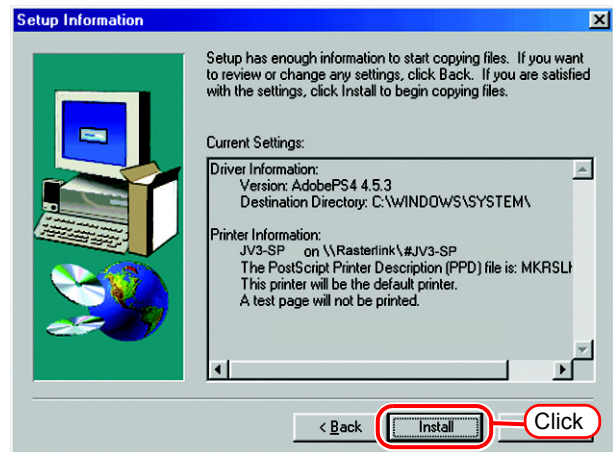 Setup Information
Setup has enough information to start copying files. If you want
to review or change any settings, click Back. If you are satisfied
with the settings, click Install to begin copying files.
Current Settings:
Driver Information:
Version: AdobePS4 4.5.3
Destination Directory: C:\WINDOWS\SYSTEM\
Printer Information:
JV3-SP on \\Rasterlink\#JV3-SP
The PostScript Printer Description (PPD) file is:
This printer will be the default printer.
A test page will not be printed.
< Back Install Click